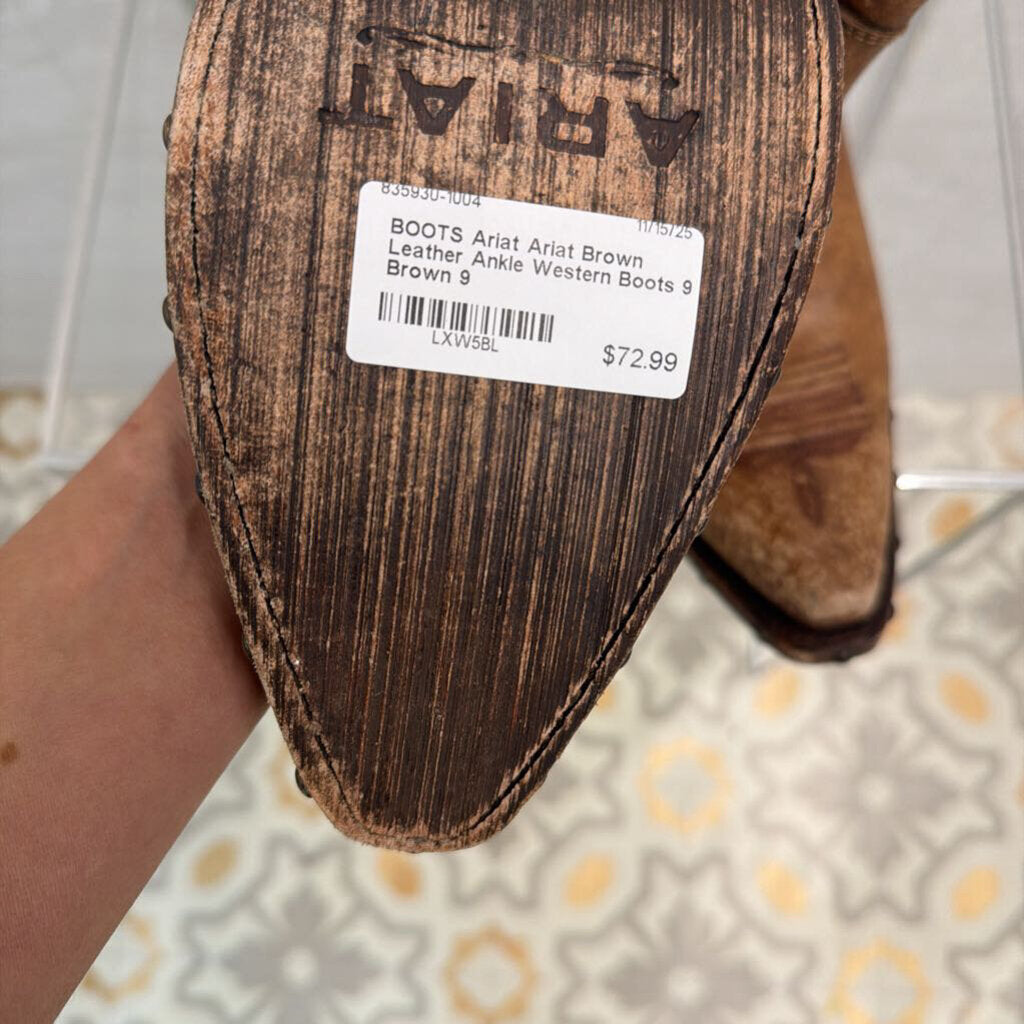 ARIAT
835930-1004
11/15/25
BOOTS Ariat Ariat Brown
Leather Ankle Western Boots 9
Brown 9
LXW5BL
$72.99